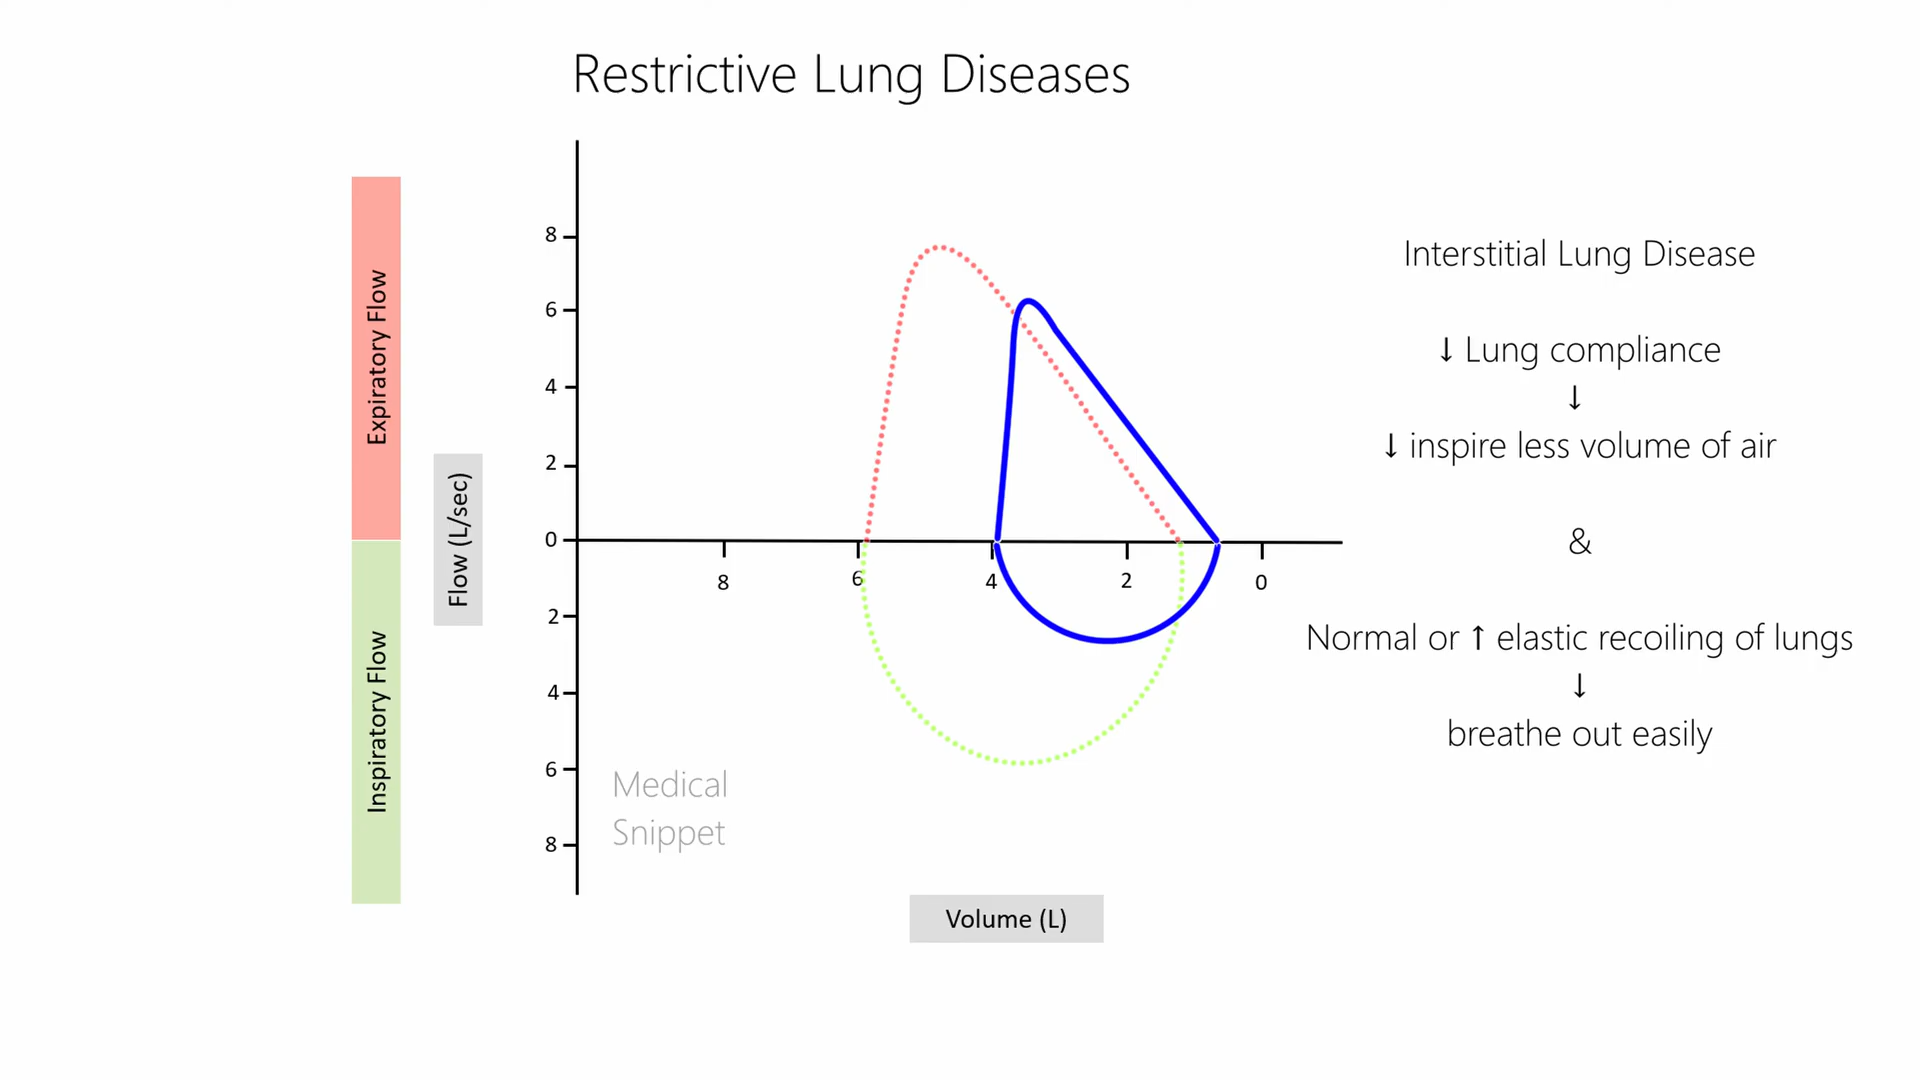 Restrictive Lung Diseases
Expiratory Flow
Inspiratory Flow
Flow (L/sec)
8
6
4
2
0
2
4
6
8
8
6
4
2
0
Volume (L)
Medical
Snippet
Interstitial Lung Disease
↓ Lung compliance
↓
↓ inspire less volume of air
&
Normal or ↑ elastic recoiling of lungs
↓
breathe out easily